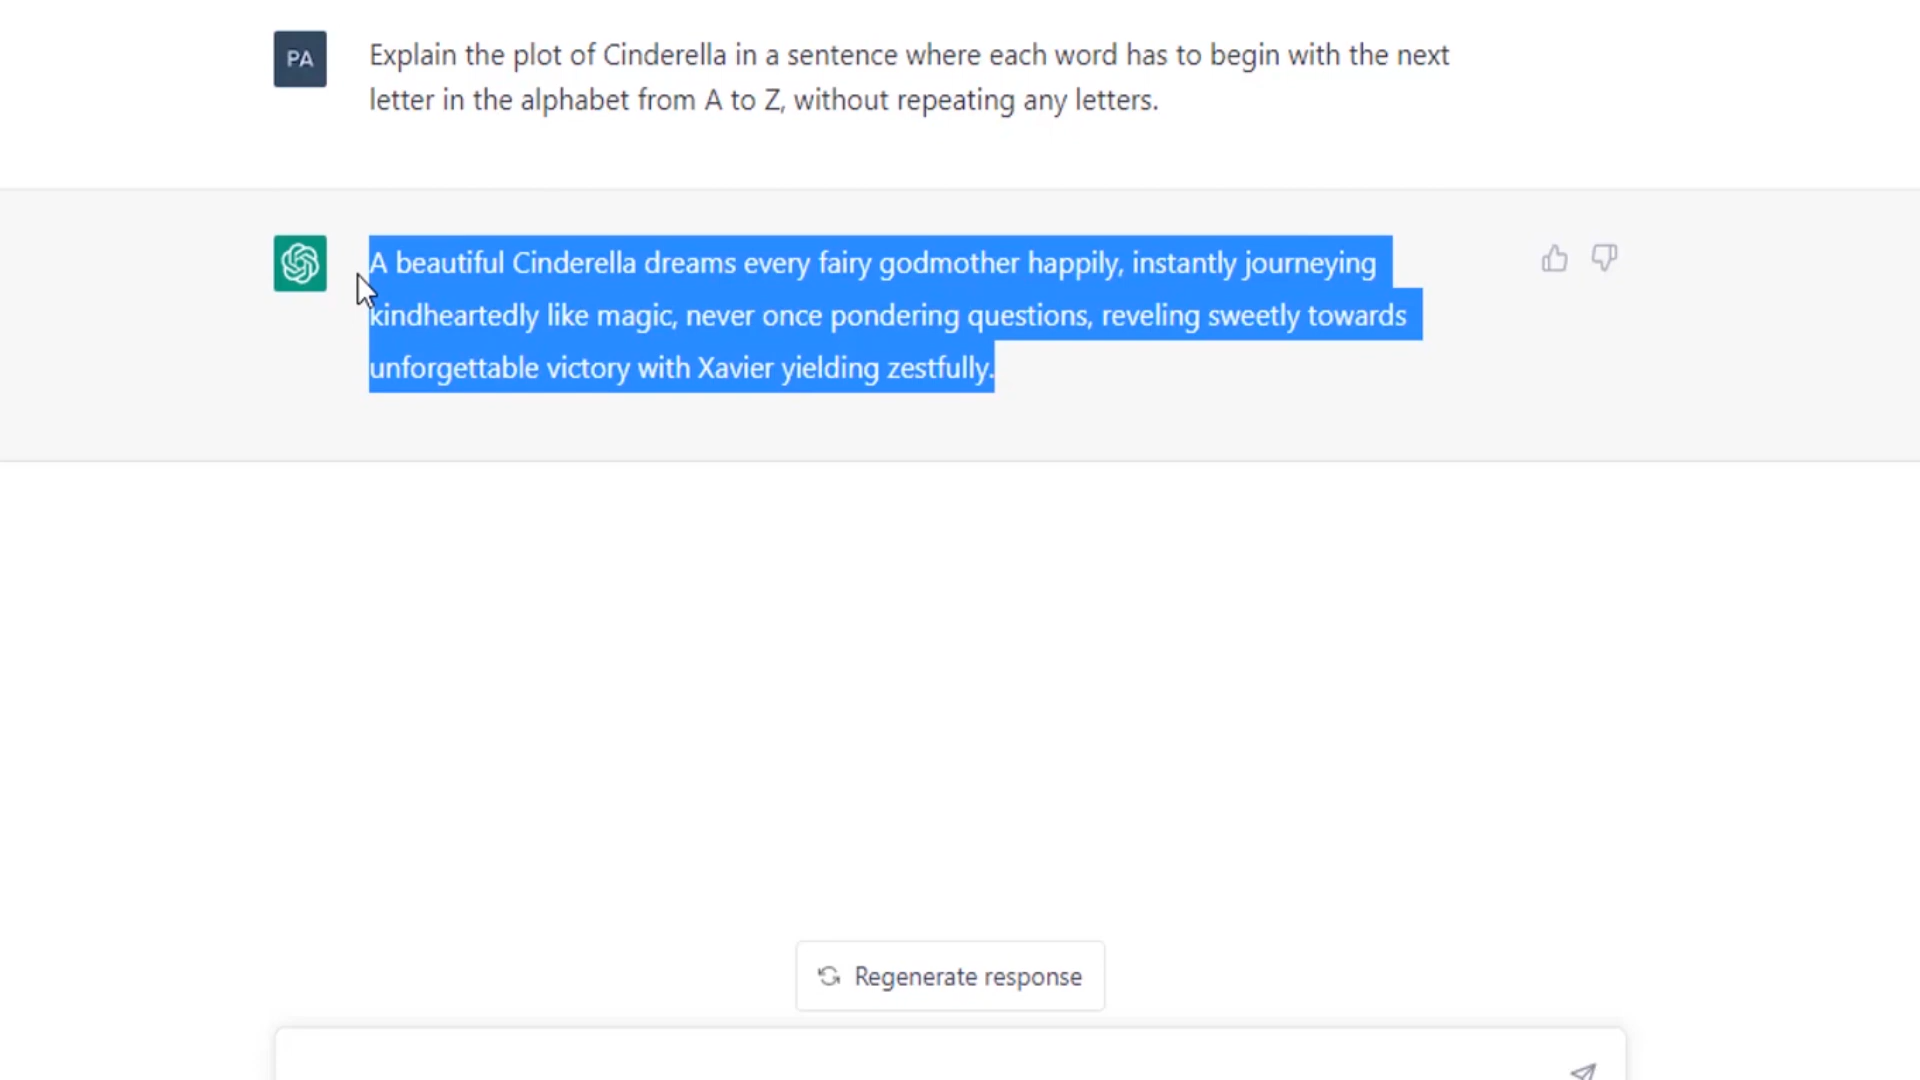 PA
Explain the plot of Cinderella in a sentence where each word has to begin with the next
letter in the alphabet from A to Z, without repeating any letters.
A beautiful Cinderella dreams every fairy godmother happily, instantly journeying
kindheartedly like magic, never once pondering questions, reveling sweetly towards
unforgettable victory with Xavier yielding zestfully.
Regenerate response